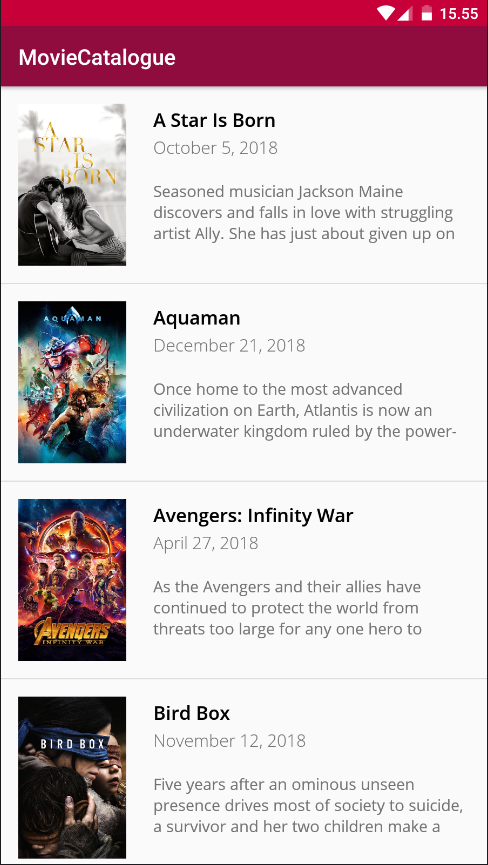 15.55
MovieCatalogue
A STAR IS BORN
A Star Is Born
October 5, 2018
Seasoned musician Jackson Maine
discovers and falls in love with struggling
artist Ally. She has just about given up on
AQUAMAN
Aquaman
December 21, 2018
Once home to the most advanced
civilization on Earth, Atlantis is now an
underwater kingdom ruled by the power-
AVENGERS
INFINITY WAR
Avengers: Infinity War
April 27, 2018
As the Avengers and their allies have
continued to protect the world from
threats too large for any one hero to
BIRD BOX
Bird Box
November 12, 2018
Five years after an ominous unseen
presence drives most of society to suicide,
a survivor and her two children make a